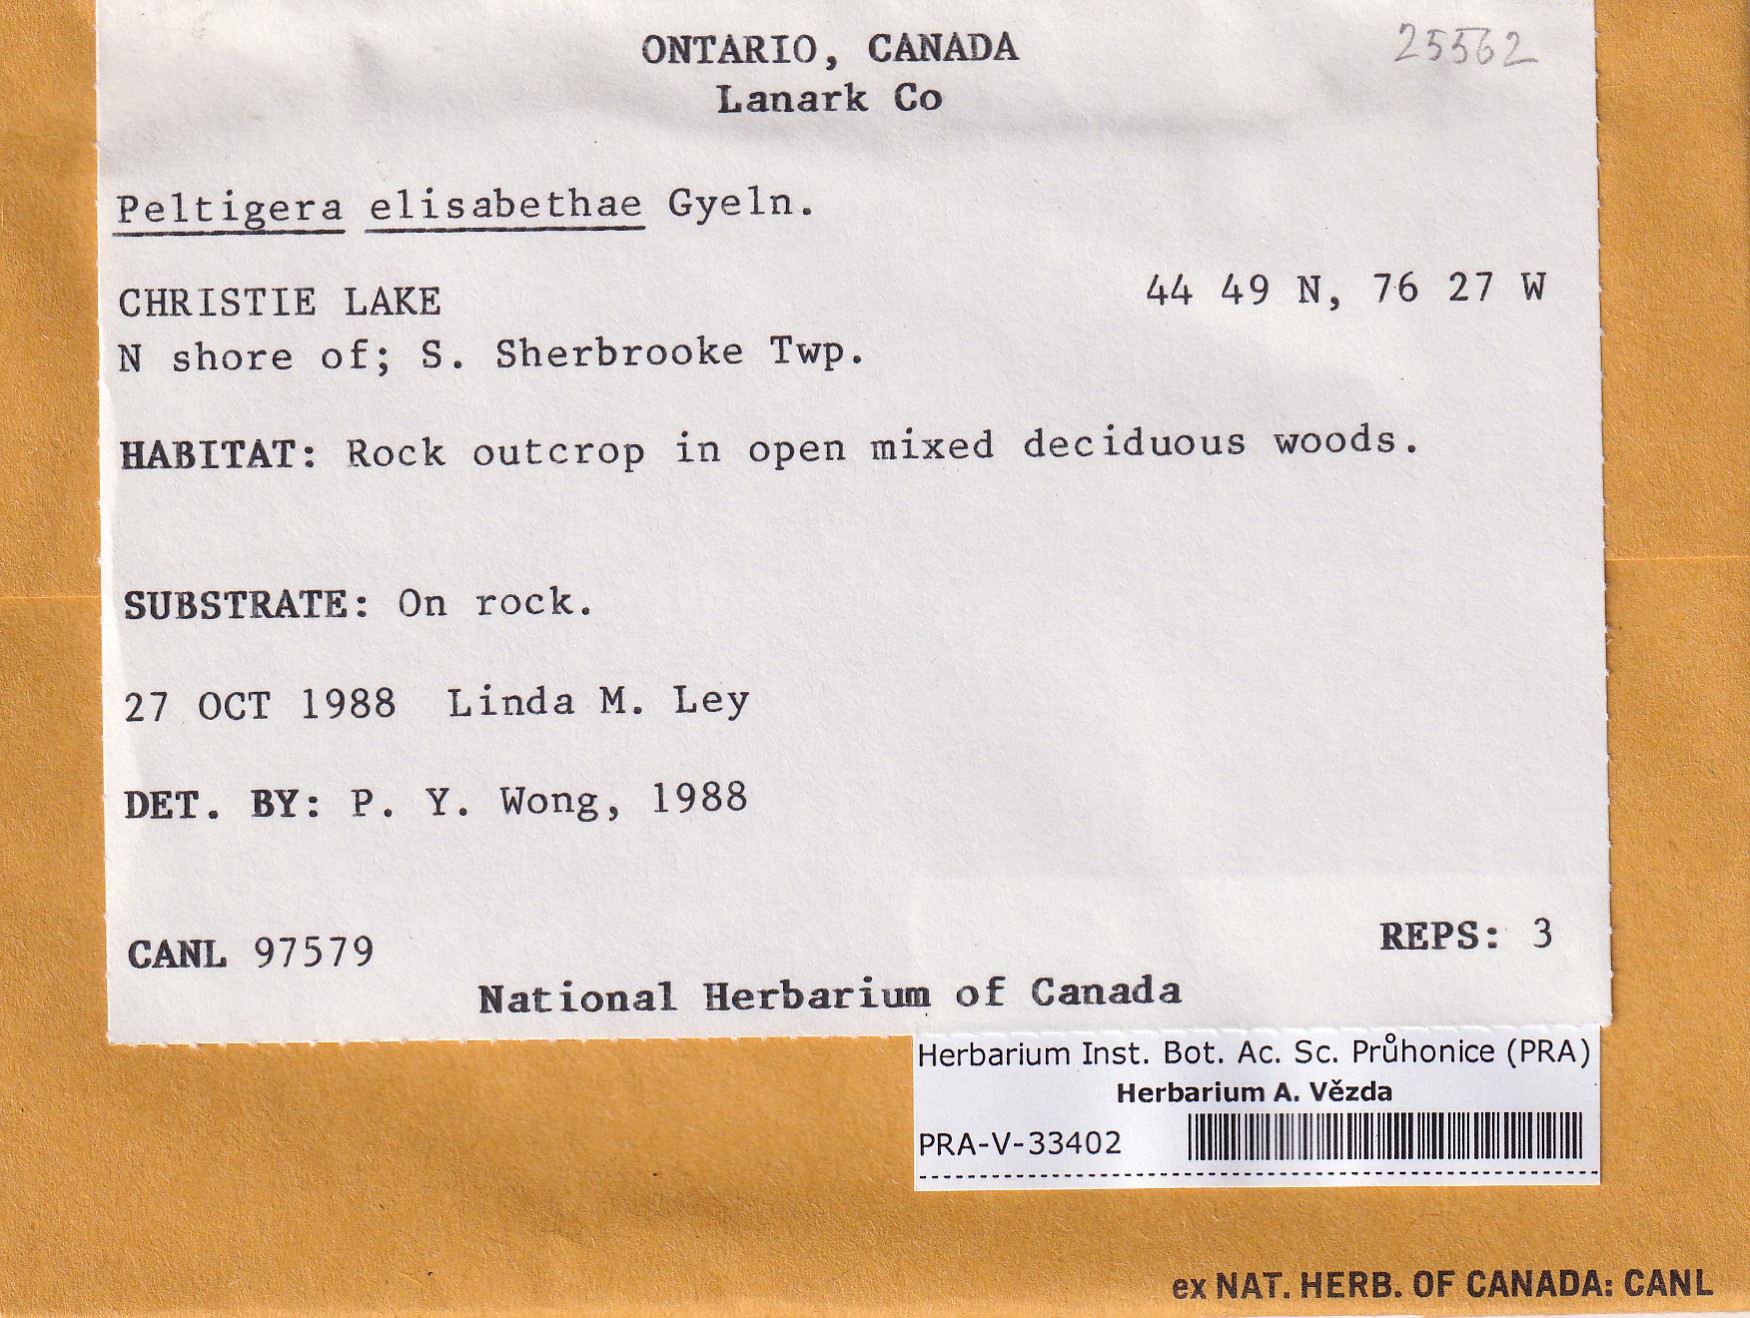 ONTARIO, CANADA
25562
Lanark Co
Peltigera elisabethae Gyeln.
CHRISTIE LAKE
44 49 N, 76 27 W
N shore of; S. Sherbrooke Twp.
HABITAT: Rock outcrop in open mixed deciduous woods.
SUBSTRATE: On rock.
27 OCT 1988 Linda M. Ley
DET. BY: P. Y. Wong, 1988
CANL 97579
REPS: 3
National Herbarium of Canada
Herbarium Inst. Bot. Ac. Sc. Průhonice (PRA)
Herbarium A. Vězda
PRA-V-33402
ex NAT. HERB. OF CANADA: CANL